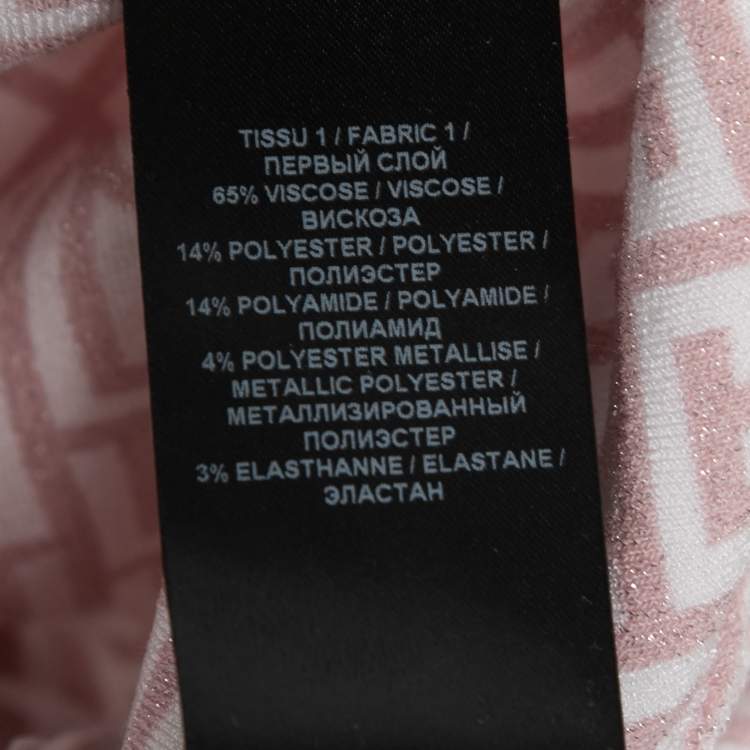 TISSU 1 / FABRIC 1 /
ПЕРВЫЙ СЛОЙ
65% VISCOSE / VISCOSE /
ВИСКОЗА
14% POLYESTER / POLYESTER /
ПОЛИЭСТЕР
14% POLYAMIDE / POLYAMIDE /
ПОЛИАМИД
4% POLYESTER METALLISE /
METALLIC POLYESTER /
МЕТАЛЛИЗИРОВАННЫЙ
ПОЛИЭСТЕР
3% ELASTHANNE / ELASTANE /
ЭЛАСТАН